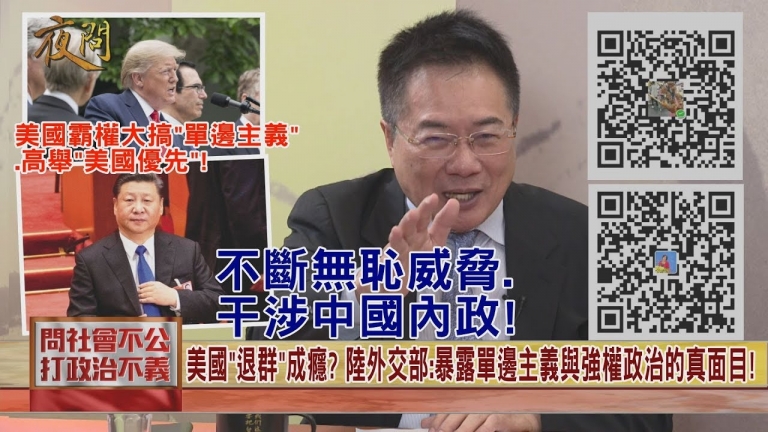 夜問
美國霸權大搞"單邊主義"
.高舉"美國優先"!
不斷無恥威脅.
干涉中國內政!
問社會不公
打政治不義
美國"退群"成癮? 陸外交部:暴露單邊主義與強權政治的真面目!